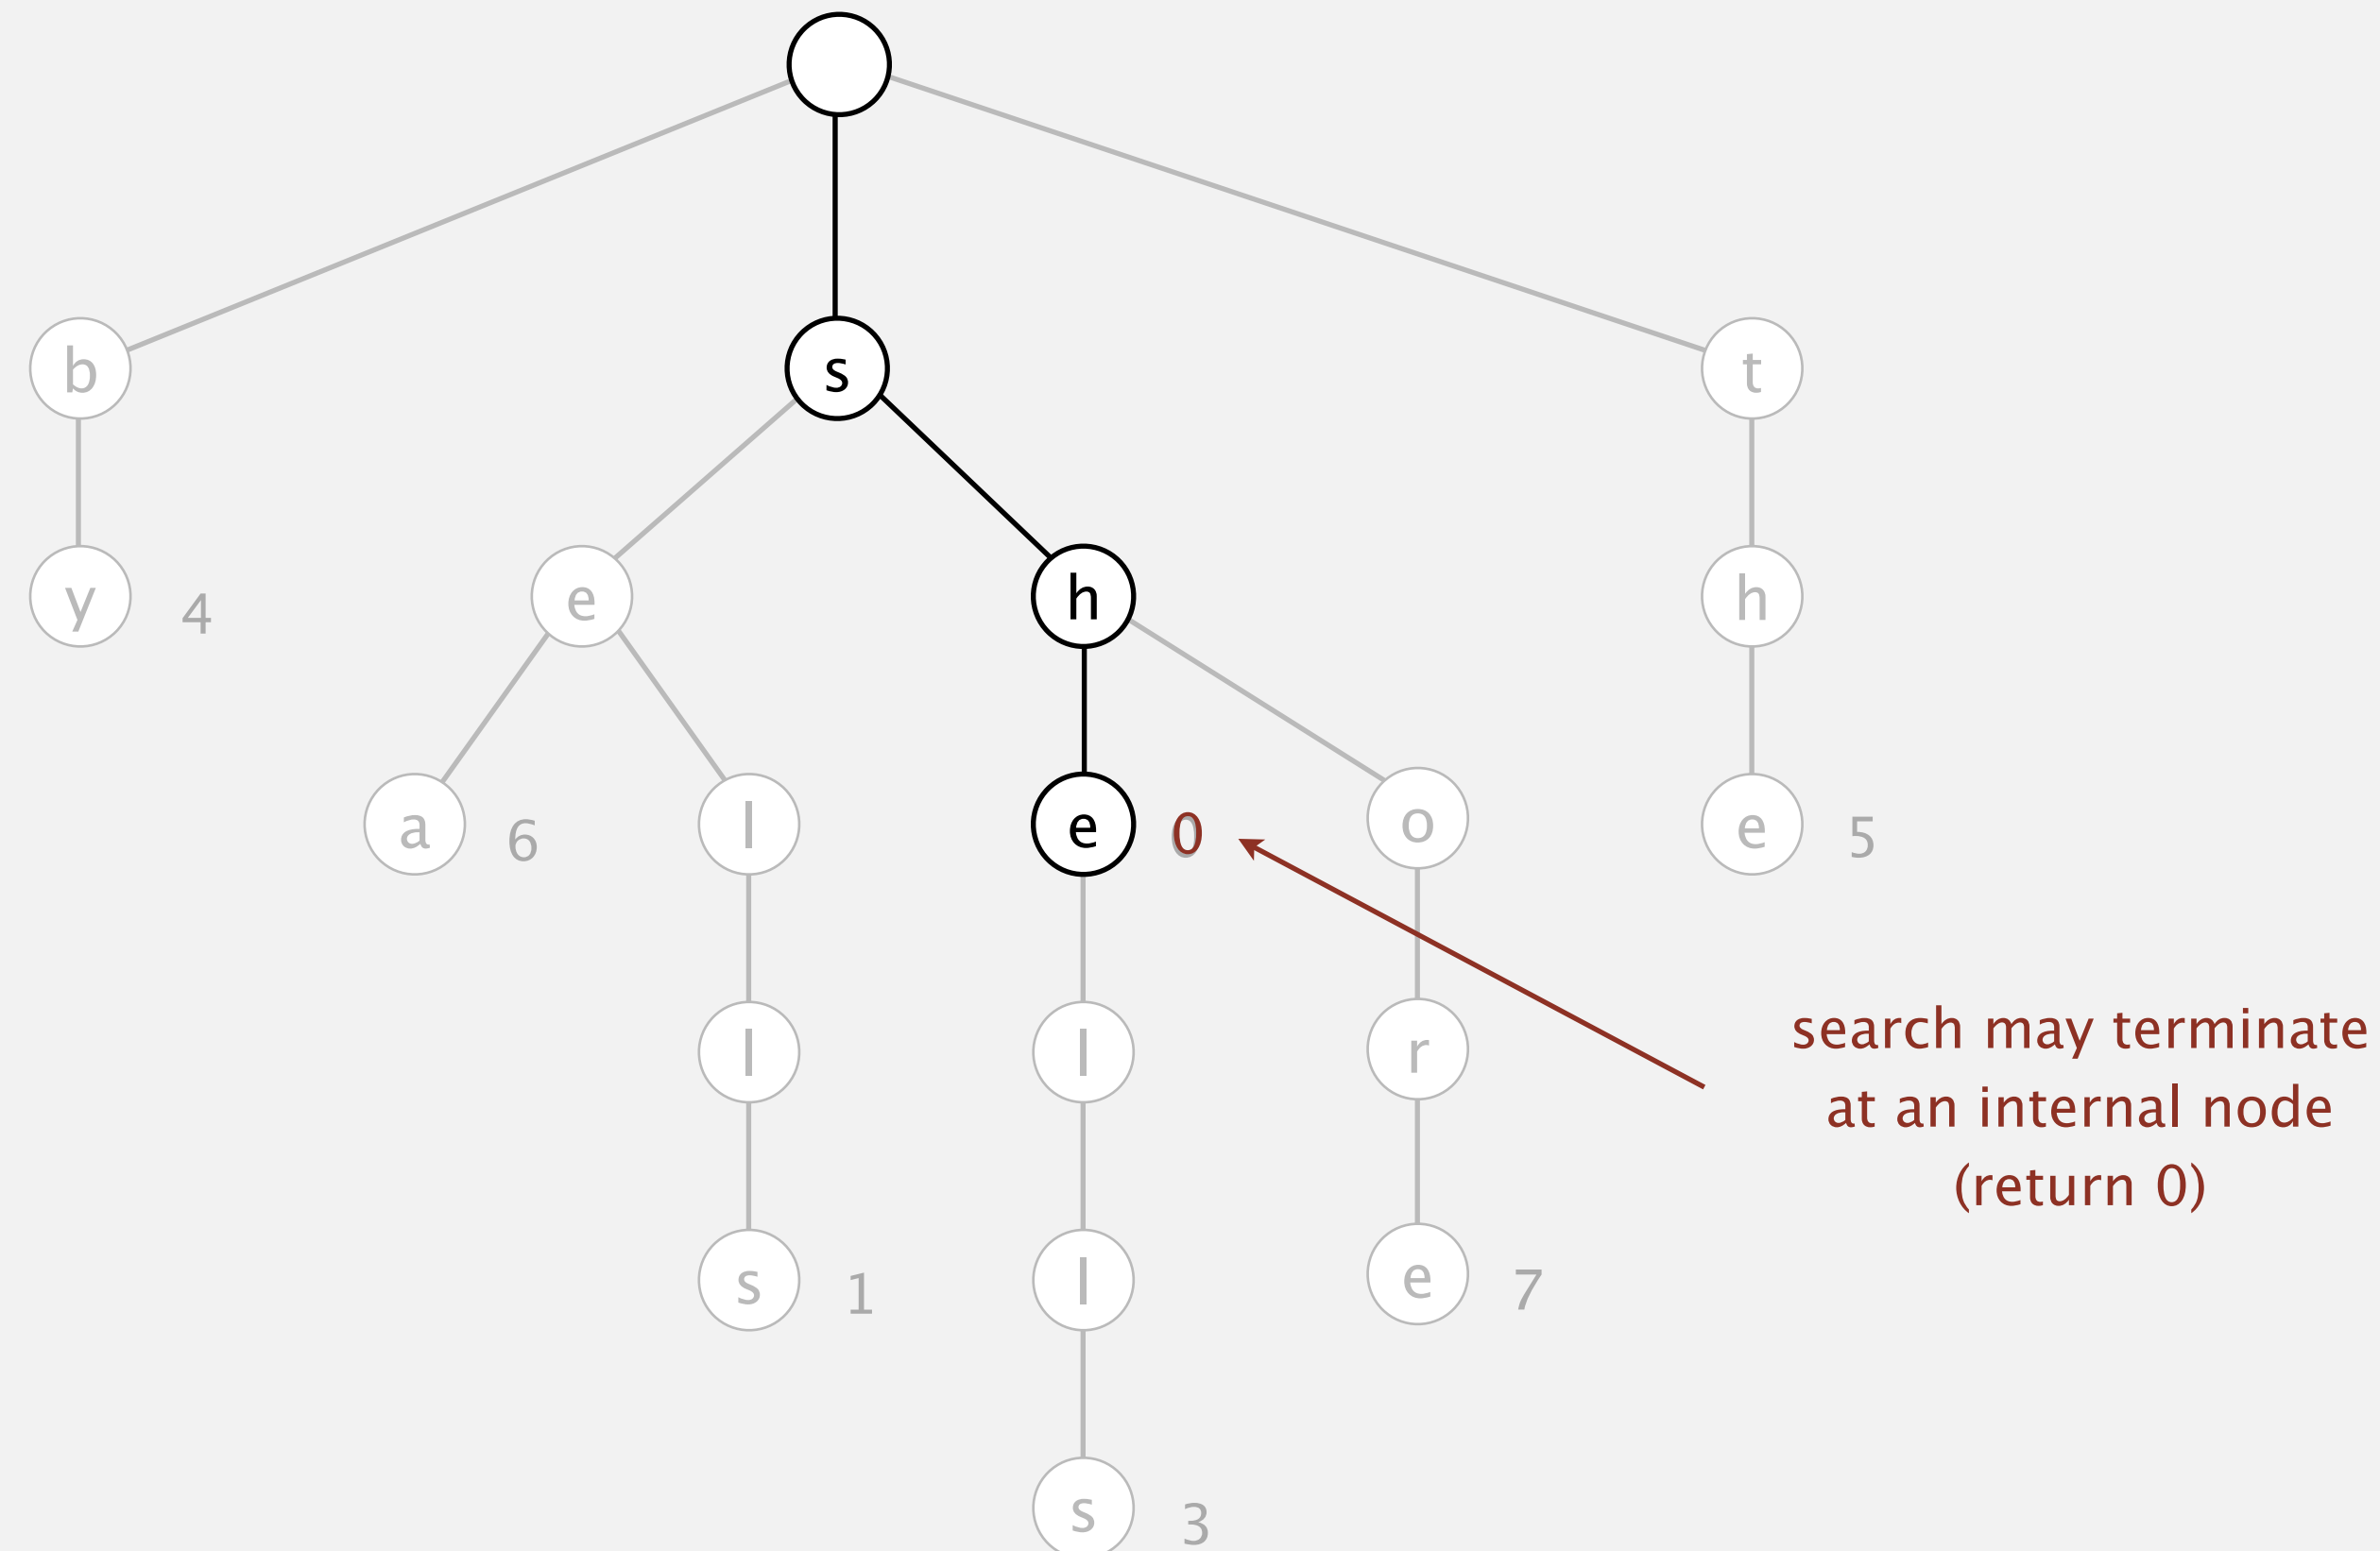 b
s
t
y
4
e
h
h
a
6
l
e
0
o
e
5
l
l
r
search may terminate
at an internal node
(return 0)
s
1
l
e
7
s
3